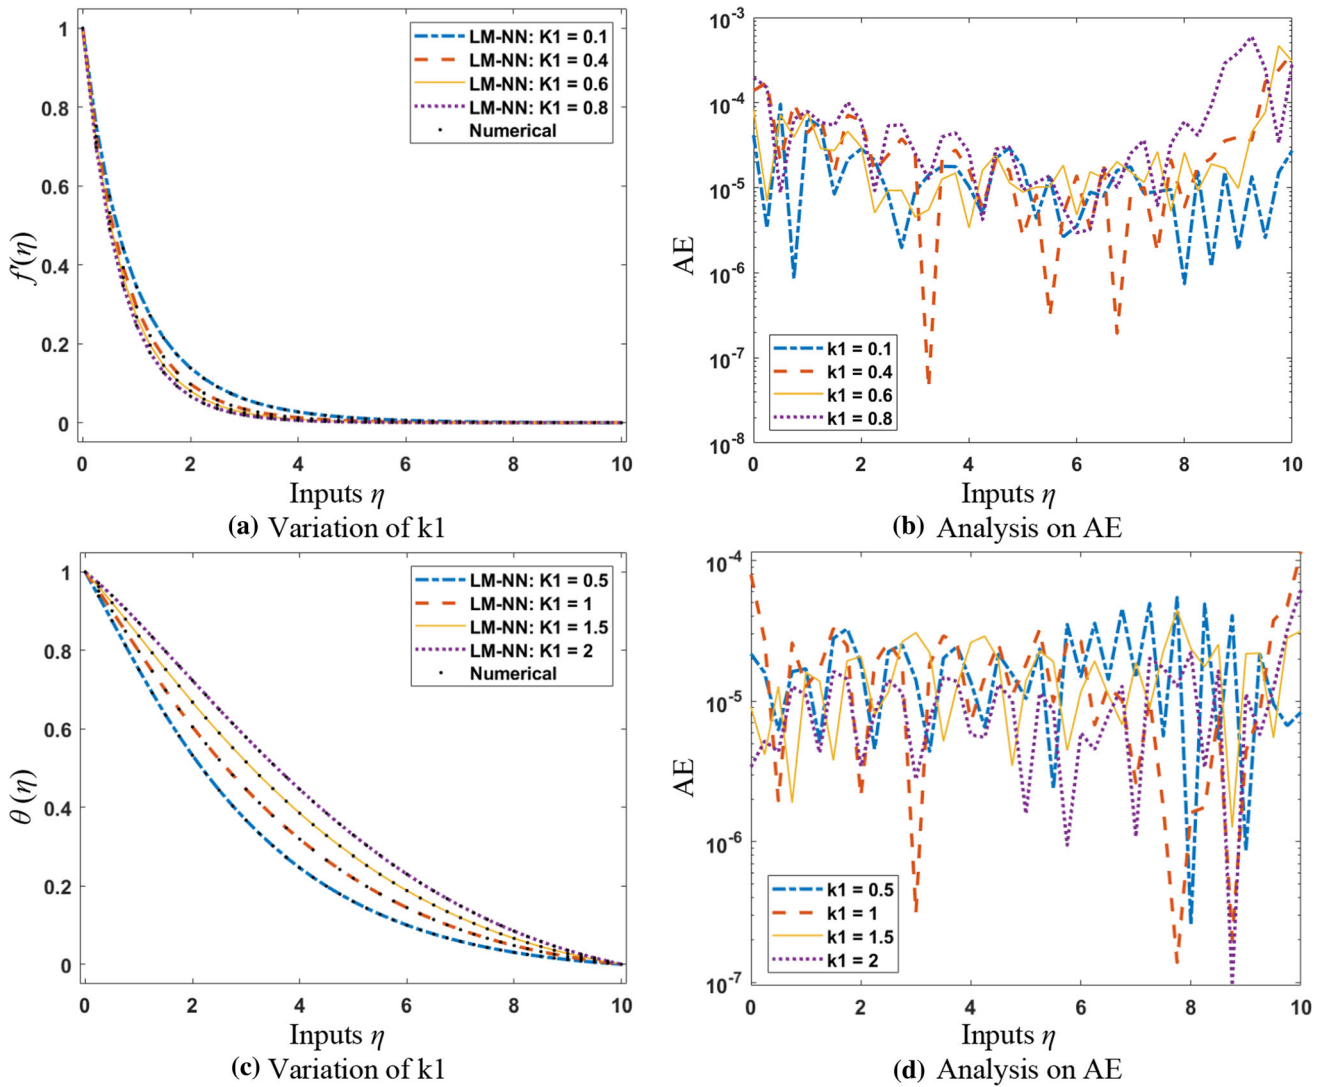 1
0.8
0.6
0.4
0.2
0
0 2 4 6 8 10
f'(η)
Inputs η
LM-NN: K1 = 0.1
LM-NN: K1 = 0.4
LM-NN: K1 = 0.6
LM-NN: K1 = 0.8
Numerical
(a) Variation of k1
10-3
10-4
10-5
10-6
10-7
10-8
0 2 4 6 8 10
AE
Inputs η
k1 = 0.1
k1 = 0.4
k1 = 0.6
k1 = 0.8
(b) Analysis on AE
1
0.8
0.6
0.4
0.2
0
0 2 4 6 8 10
θ (η)
Inputs η
LM-NN: K1 = 0.5
LM-NN: K1 = 1
LM-NN: K1 = 1.5
LM-NN: K1 = 2
Numerical
(c) Variation of k1
10-4
10-5
10-6
10-7
0 2 4 6 8 10
AE
Inputs η
k1 = 0.5
k1 = 1
k1 = 1.5
k1 = 2
(d) Analysis on AE